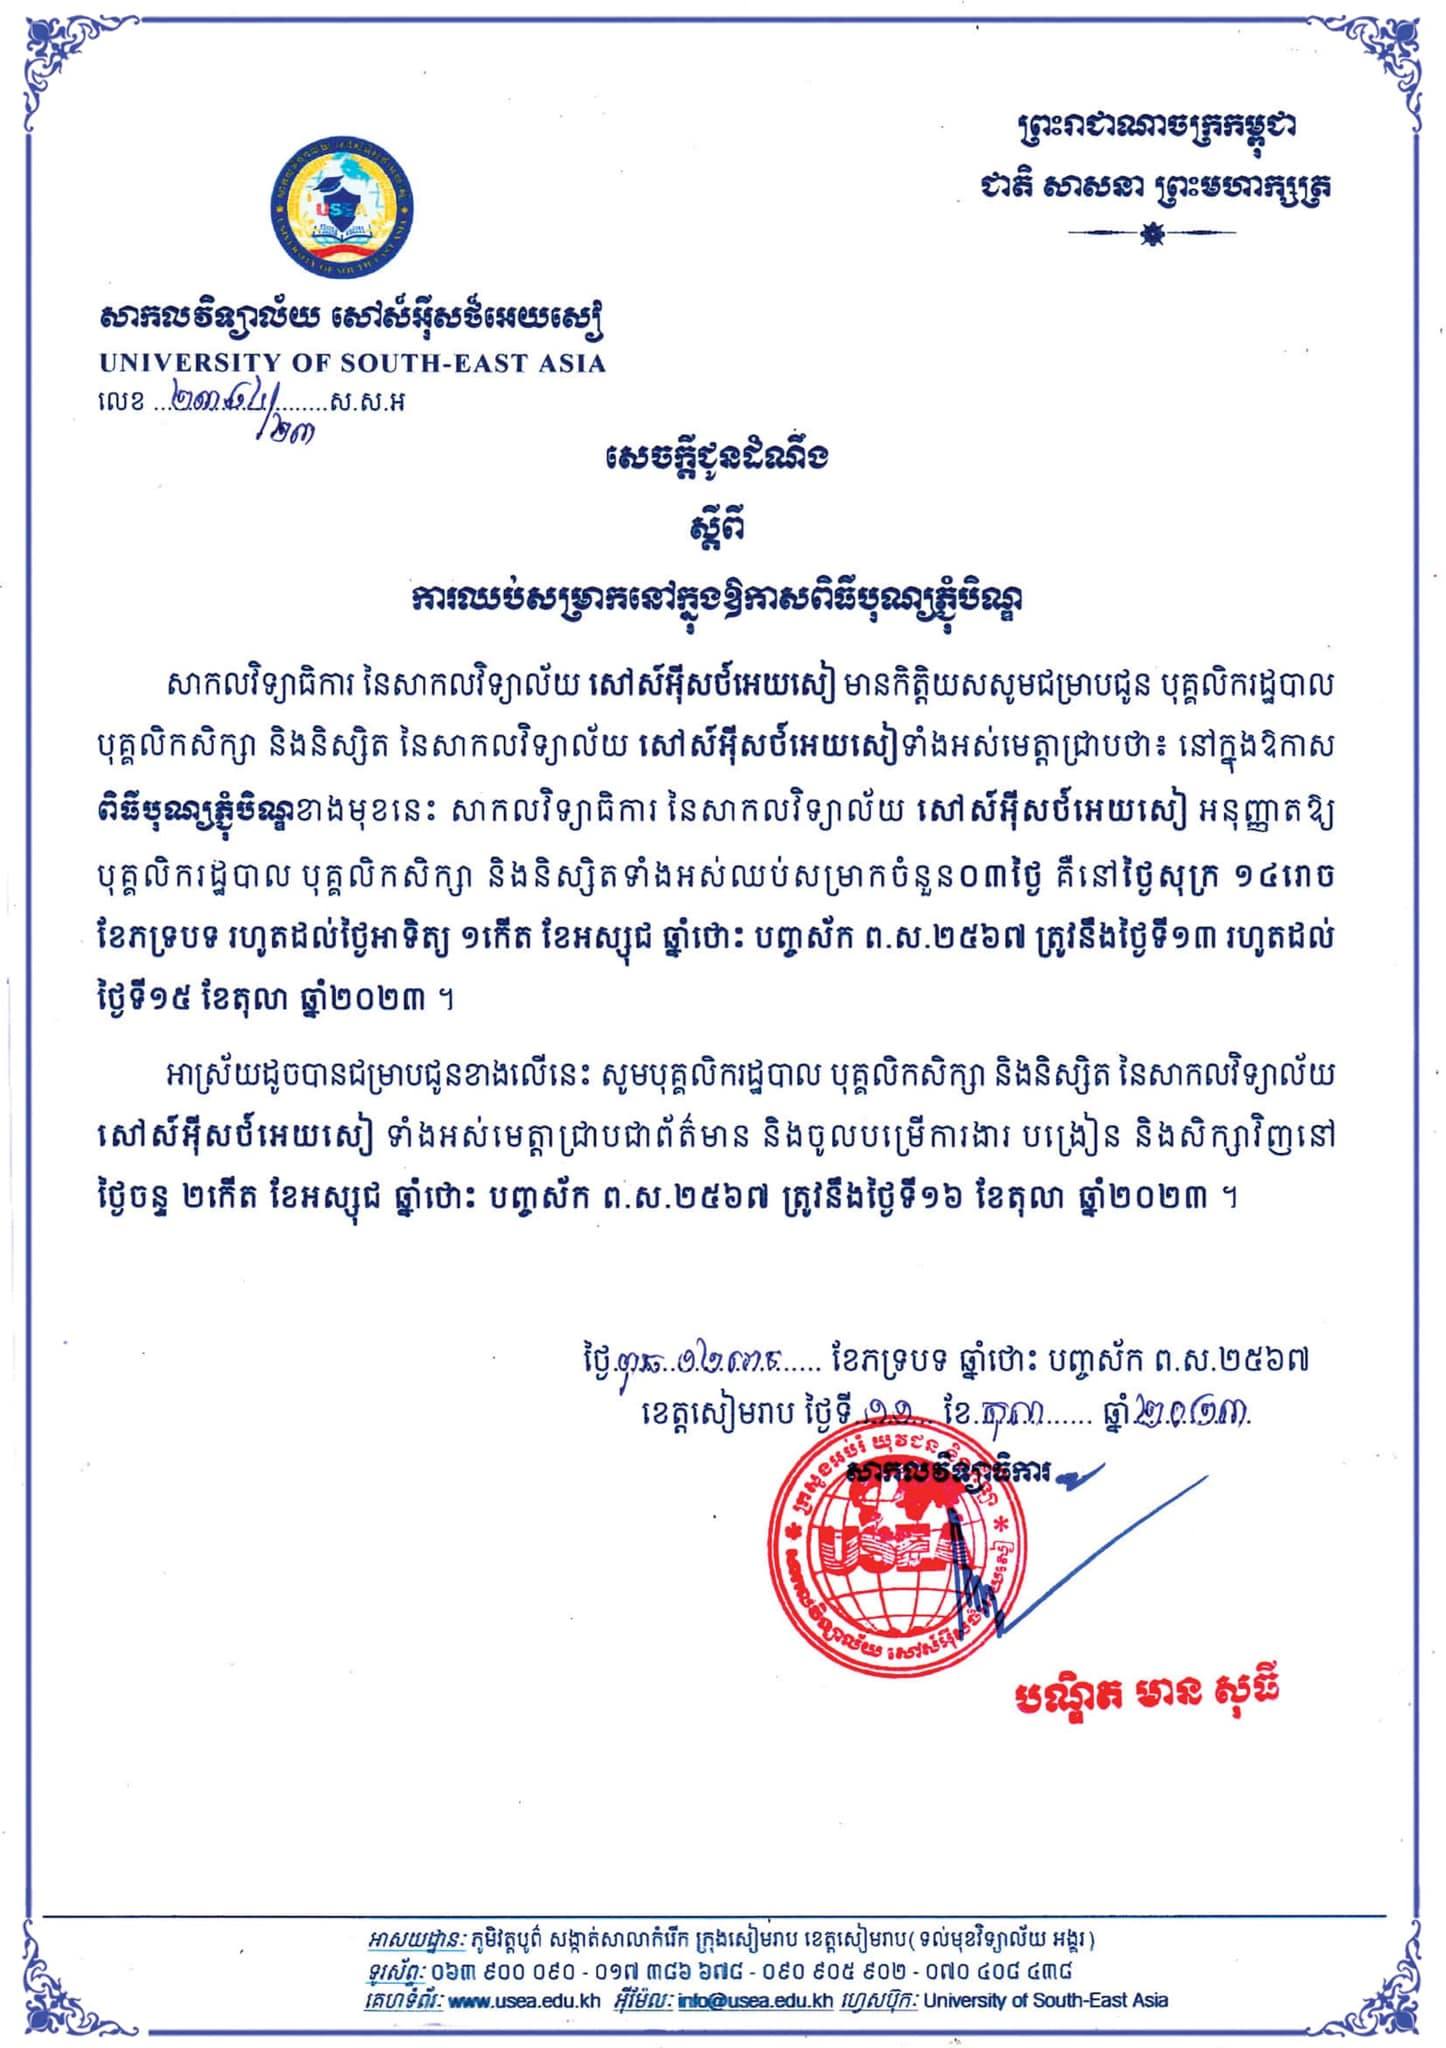 ព្រះរាជាណាចក្រកម្ពុជា
ជាតិ សាសនា ព្រះមហាក្សត្រ
USEA
UNIVERSITY OF SOUTH-EAST ASIA
សាកលវិទ្យាល័យ សៅស៍អ៊ីសថ៍អេយសៀ
UNIVERSITY OF SOUTH-EAST ASIA
លេខ ...................ស.ស.អ
សេចក្តីជូនដំណឹង
ស្តីពី
ការឈប់សម្រាកនៅក្នុងឱកាសពិធីបុណ្យភ្ជុំបិណ្ឌ
សាកលវិទ្យាធិការ នៃសាកលវិទ្យាល័យ សៅស៍អ៊ីសថ៍អេយសៀ មានកិត្តិយសសូមជម្រាបជូន បុគ្គលិករដ្ឋបាល
បុគ្គលិកសិក្សា និងនិស្សិត នៃសាកលវិទ្យាល័យ សៅស៍អ៊ីសថ៍អេយសៀទាំងអស់មេត្តាជ្រាបថា៖ នៅក្នុងឱកាស
ពិធីបុណ្យភ្ជុំបិណ្ឌខាងមុខនេះ សាកលវិទ្យាធិការ នៃសាកលវិទ្យាល័យ សៅស៍អ៊ីសថ៍អេយសៀ អនុញ្ញាតឱ្យ
បុគ្គលិករដ្ឋបាល បុគ្គលិកសិក្សា និងនិស្សិតទាំងអស់ឈប់សម្រាកចំនួន០៣ថ្ងៃ គឺនៅថ្ងៃសុក្រ ១៤រោច
ខែភទ្របទ រហូតដល់ថ្ងៃអាទិត្យ ១កើត ខែអស្សុជ ឆ្នាំថោះ បញ្ចស័ក ព.ស.២៥៦៧ ត្រូវនឹងថ្ងៃទី១៣ រហូតដល់
ថ្ងៃទី១៥ ខែតុលា ឆ្នាំ២០២៣ ។
អាស្រ័យដូចបានជម្រាបជូនខាងលើនេះ សូមបុគ្គលិករដ្ឋបាល បុគ្គលិកសិក្សា និងនិស្សិត នៃសាកលវិទ្យាល័យ
សៅស៍អ៊ីសថ៍អេយសៀ ទាំងអស់មេត្តាជ្រាបជាព័ត៌មាន និងចូលបម្រើការងារ បង្រៀន និងសិក្សាវិញនៅ
ថ្ងៃចន្ទ ២កើត ខែអស្សុជ ឆ្នាំថោះ បញ្ចស័ក ព.ស.២៥៦៧ ត្រូវនឹងថ្ងៃទី១៦ ខែតុលា ឆ្នាំ២០២៣ ។
ថ្ងៃ ពុធ ១២រោច ខែភទ្របទ ឆ្នាំថោះ បញ្ចស័ក ព.ស.២៥៦៧
ខេត្តសៀមរាប ថ្ងៃទី ១១ ខែ តុលា ឆ្នាំ ២០២៣
សាកលវិទ្យាធិការ
ក្រសួងអប់រំ យុវជន និងកីឡា
USEA
សាកលវិទ្យាល័យ សៅស៍អ៊ីសថ៍អេយសៀ
បណ្ឌិត មាន សុធី
អាសយដ្ឋាន: ភូមិវត្តបូព៌ សង្កាត់សាលាកំរើក ក្រុងសៀមរាប ខេត្តសៀមរាប( ទល់មុខវិទ្យាល័យ អង្គរ )
ទូរស័ព្ទ: ០៦៣ ៩០០ ០៩០ - ០១៧ ៣៨៦ ៦៧៨ - ០៩០ ៩០៥ ៩០២ - ០៧០ ៤០៨ ៤៣៨
គេហទំព័រ: www.usea.edu.kh អ៊ីម៉ែល: info@usea.edu.kh ហ្វេសប៊ុក: University of South-East Asia